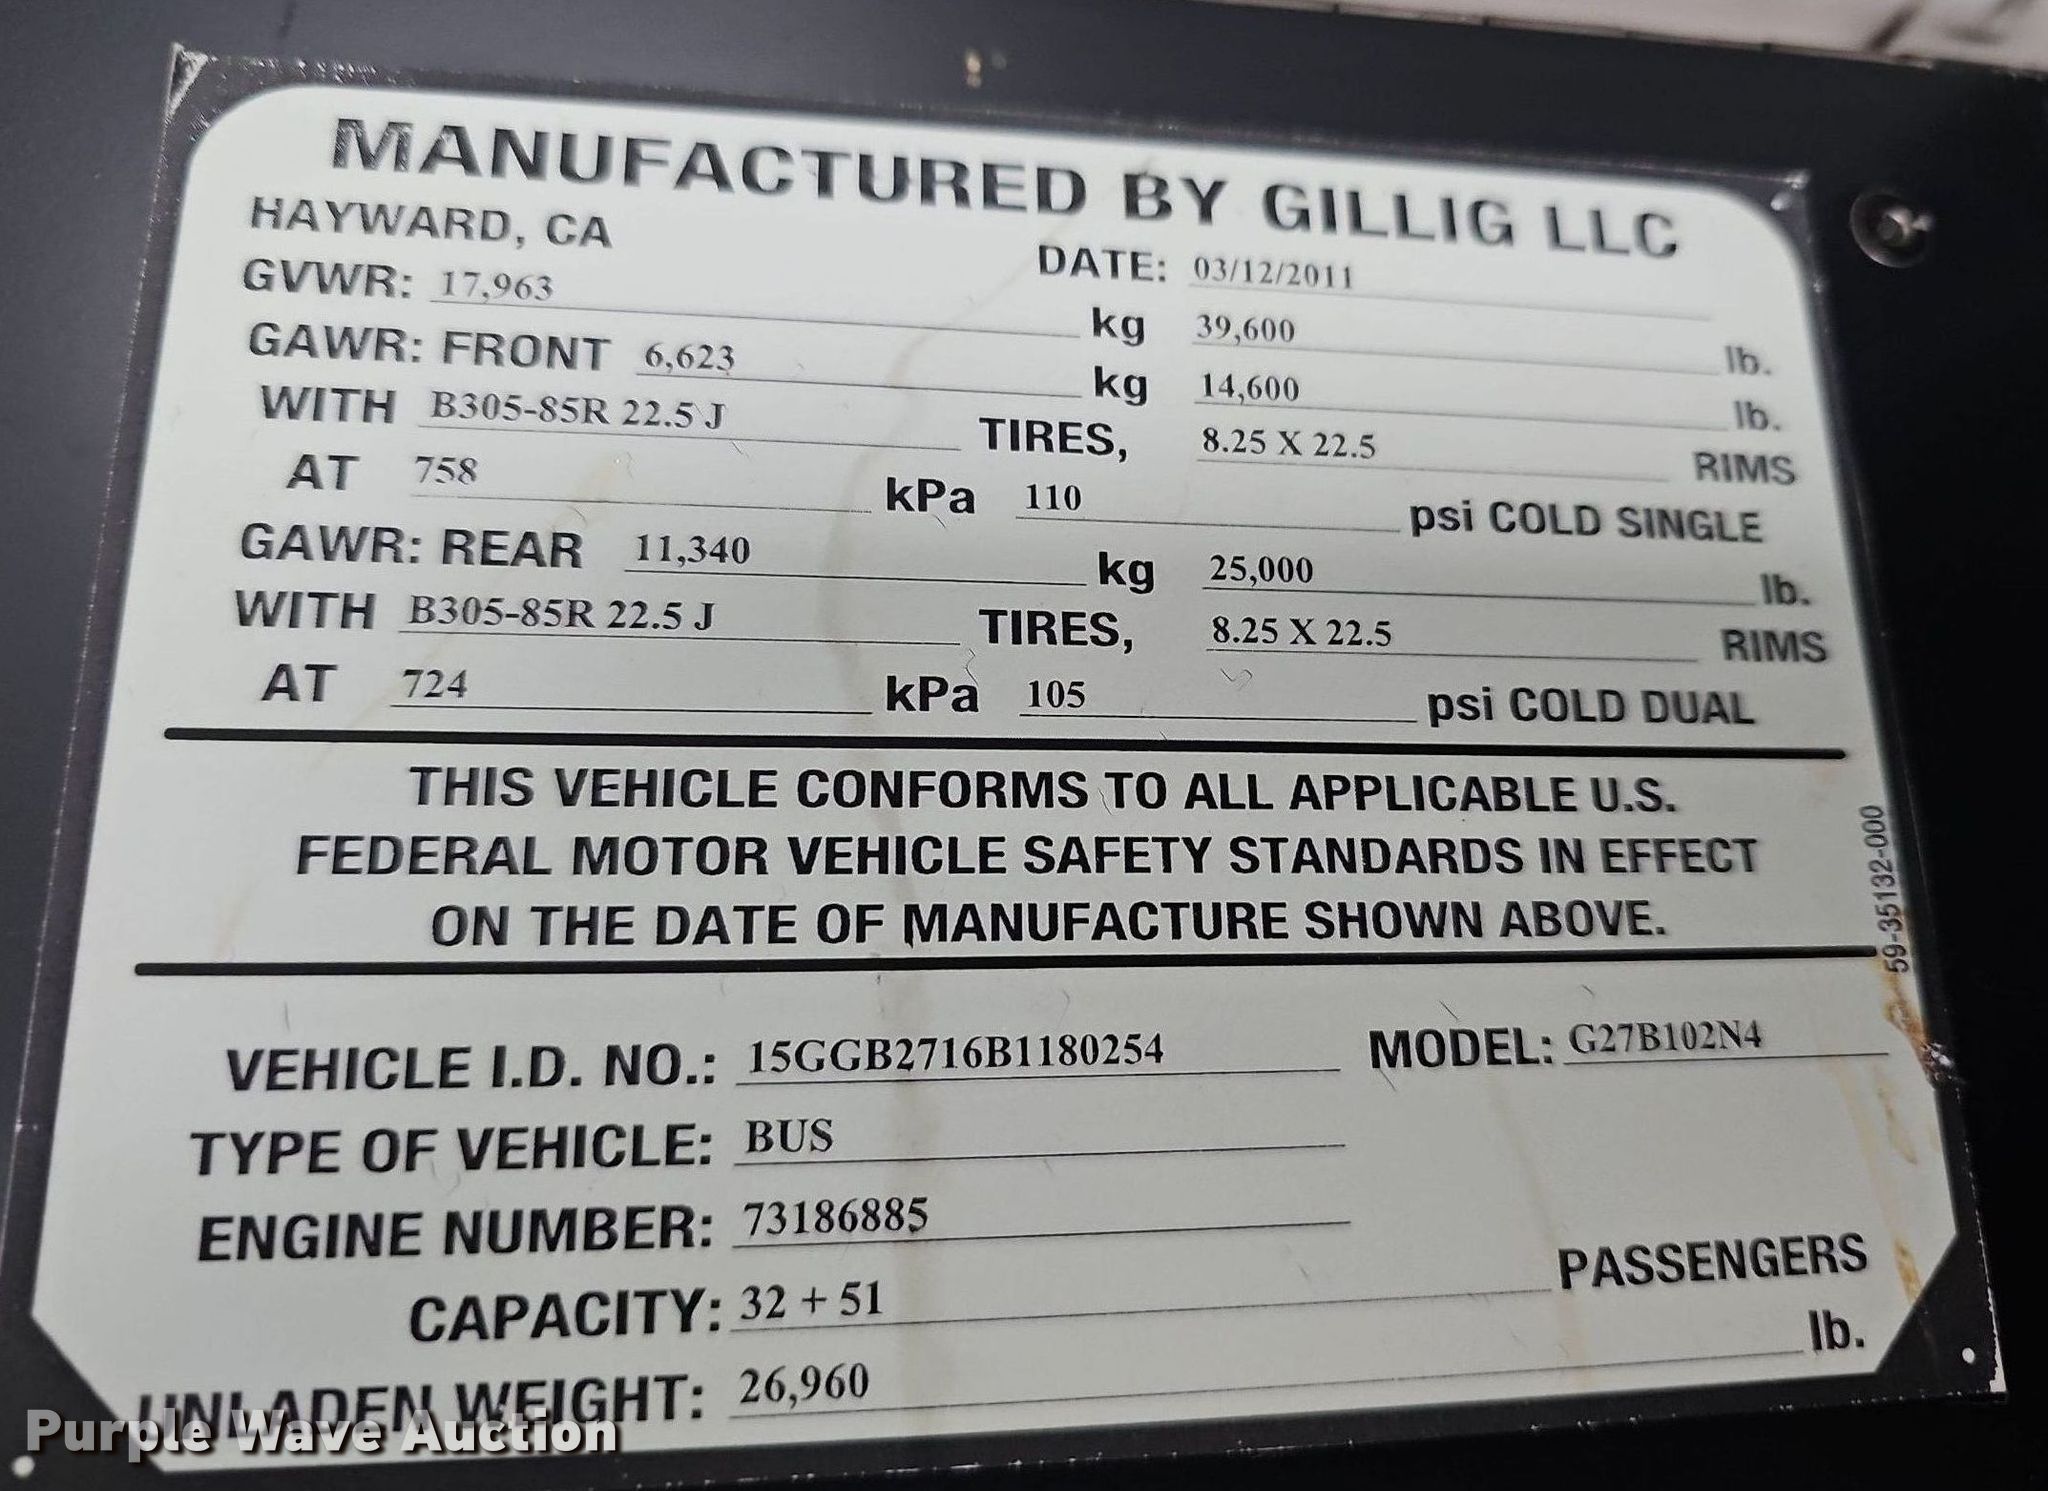 MANUFACTURED BY GILLIG LLC
HAYWARD, CA
DATE: 03/12/2011
GVWR: 17,963 kg 39,600 lb.
GAWR: FRONT 6,623 kg 14,600 lb.
WITH B305-85R 22.5 J TIRES, 8.25 X 22.5 RIMS
AT 758 kPa 110 psi COLD SINGLE
GAWR: REAR 11,340 kg 25,000 lb.
WITH B305-85R 22.5 J TIRES, 8.25 X 22.5 RIMS
AT 724 kPa 105 psi COLD DUAL
THIS VEHICLE CONFORMS TO ALL APPLICABLE U.S.
FEDERAL MOTOR VEHICLE SAFETY STANDARDS IN EFFECT
ON THE DATE OF MANUFACTURE SHOWN ABOVE.
59-35132-000
VEHICLE I.D. NO.: 15GGB2716B1180254 MODEL: G27B102N4
TYPE OF VEHICLE: BUS
ENGINE NUMBER: 73186885
CAPACITY: 32 + 51 PASSENGERS
UNLADEN WEIGHT: 26,960 lb.
Purple Wave Auction